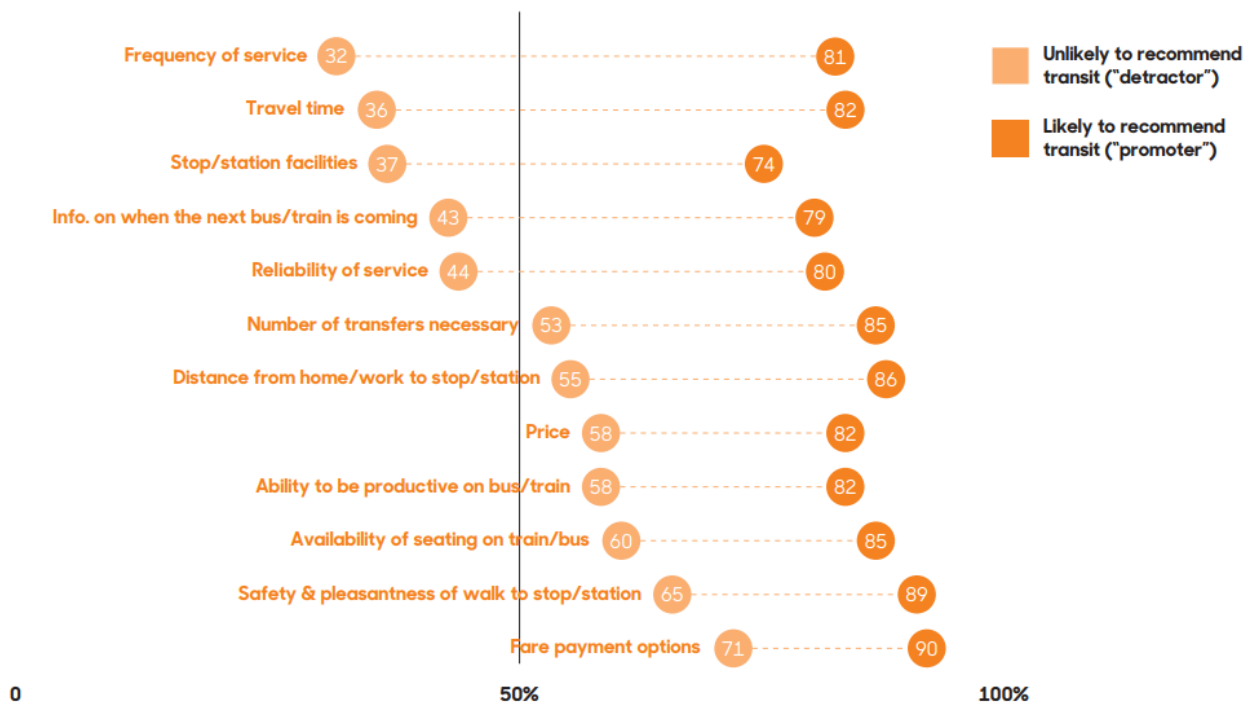 Frequency of service 32 81
Travel time 36 82
Stop/station facilities 37 74
Info. on when the next bus/train is coming 43 79
Reliability of service 44 80
Number of transfers necessary 53 85
Distance from home/work to stop/station 55 86
Price 58 82
Ability to be productive on bus/train 58 82
Availability of seating on train/bus 60 85
Safety & pleasantness of walk to stop/station 65 89
Fare payment options 71 90
0 50% 100%
Unlikely to recommend
transit ("detractor")
Likely to recommend
transit ("promoter")